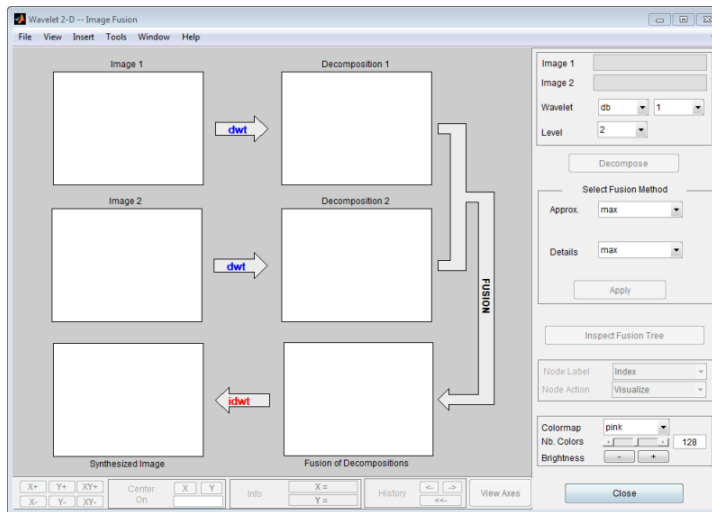 Wavelet 2-D -- Image Fusion
File View Insert Tools Window Help
Image 1
Decomposition 1
dwt
Image 2
Decomposition 2
dwt
FUSION
idwt
Synthesized Image
Fusion of Decompositions
Image 1
Image 2
Wavelet db 1
Level 2
Decompose
Select Fusion Method
Approx. max
Details max
Apply
Inspect Fusion Tree
Node Label Index
Node Action Visualize
Colormap pink
Nb. Colors 128
Brightness - +
Close
X+ Y+ XY+
X- Y- XY-
Center
On
X Y
Info
X =
Y =
History
<- ->
<<-
View Axes